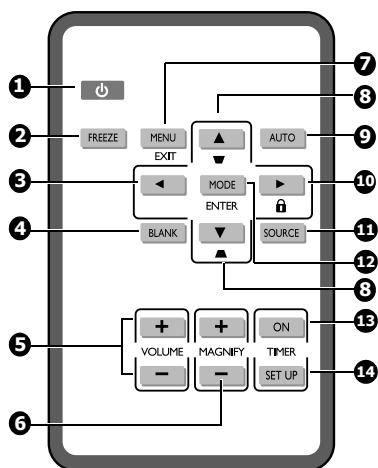 7
8
1
2
FREEZE
MENU
AUTO
9
EXIT
3
MODE
10
ENTER
4
BLANK
SOURCE
11
12
8
5
+
+
ON
13
VOLUME
MAGNIFY
TIMER
−
−
SET UP
14
6